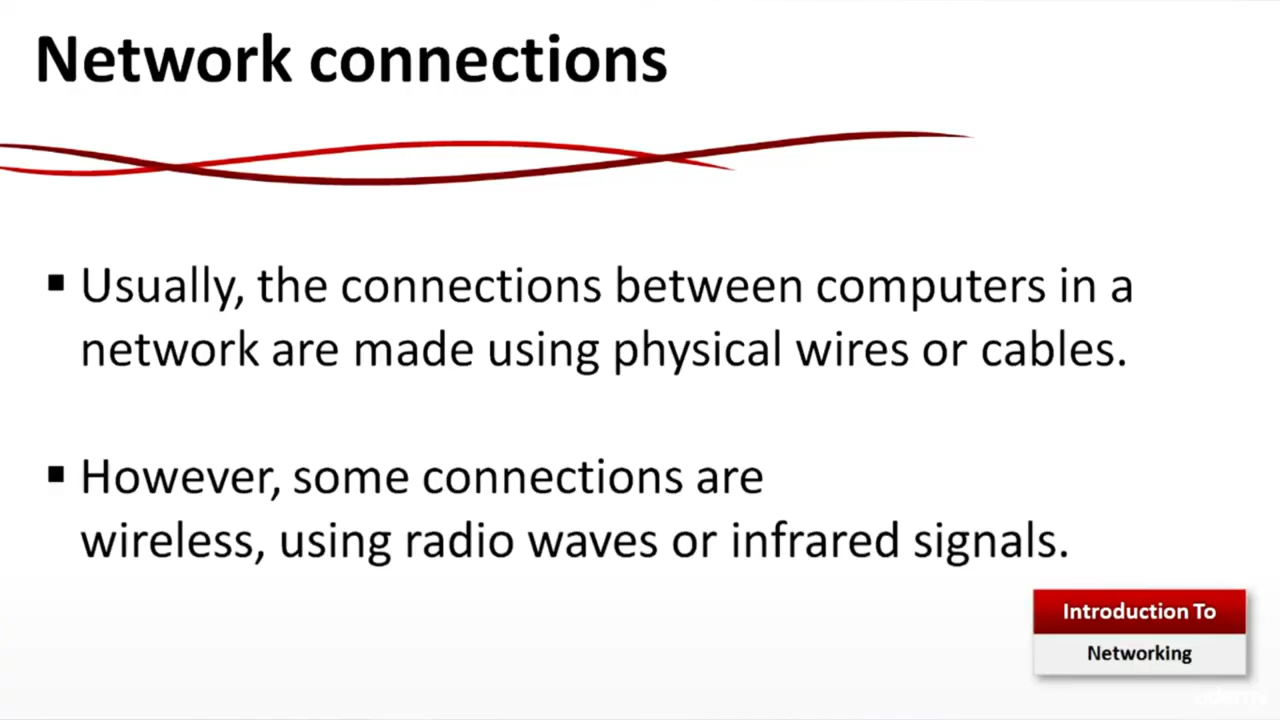 Network connections
▪ Usually, the connections between computers in a
network are made using physical wires or cables.
▪ However, some connections are
wireless, using radio waves or infrared signals.
Introduction To
Networking